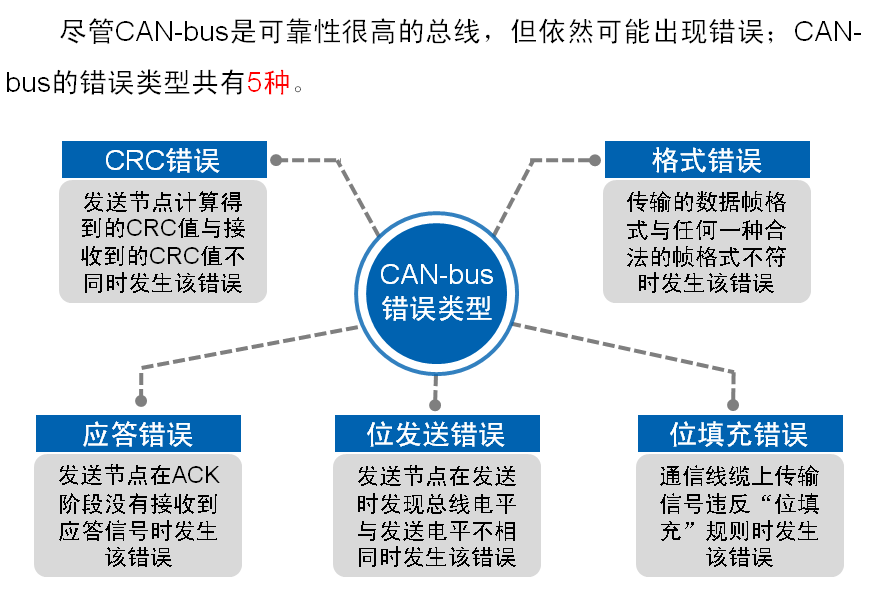 尽管CAN-bus是可靠性很高的总线，但依然可能出现错误；CAN-
bus的错误类型共有5种。
CRC错误
发送节点计算得
到的CRC值与接
收到的CRC值不
同时发生该错误
格式错误
传输的数据帧格
式与任何一种合
法的帧格式不符
时发生该错误
CAN-bus
错误类型
应答错误
发送节点在ACK
阶段没有接收到
应答信号时发生
该错误
位发送错误
发送节点在发送
时发现总线电平
与发送电平不相
同时发生该错误
位填充错误
通信线缆上传输
信号违反“位填
充”规则时发生
该错误